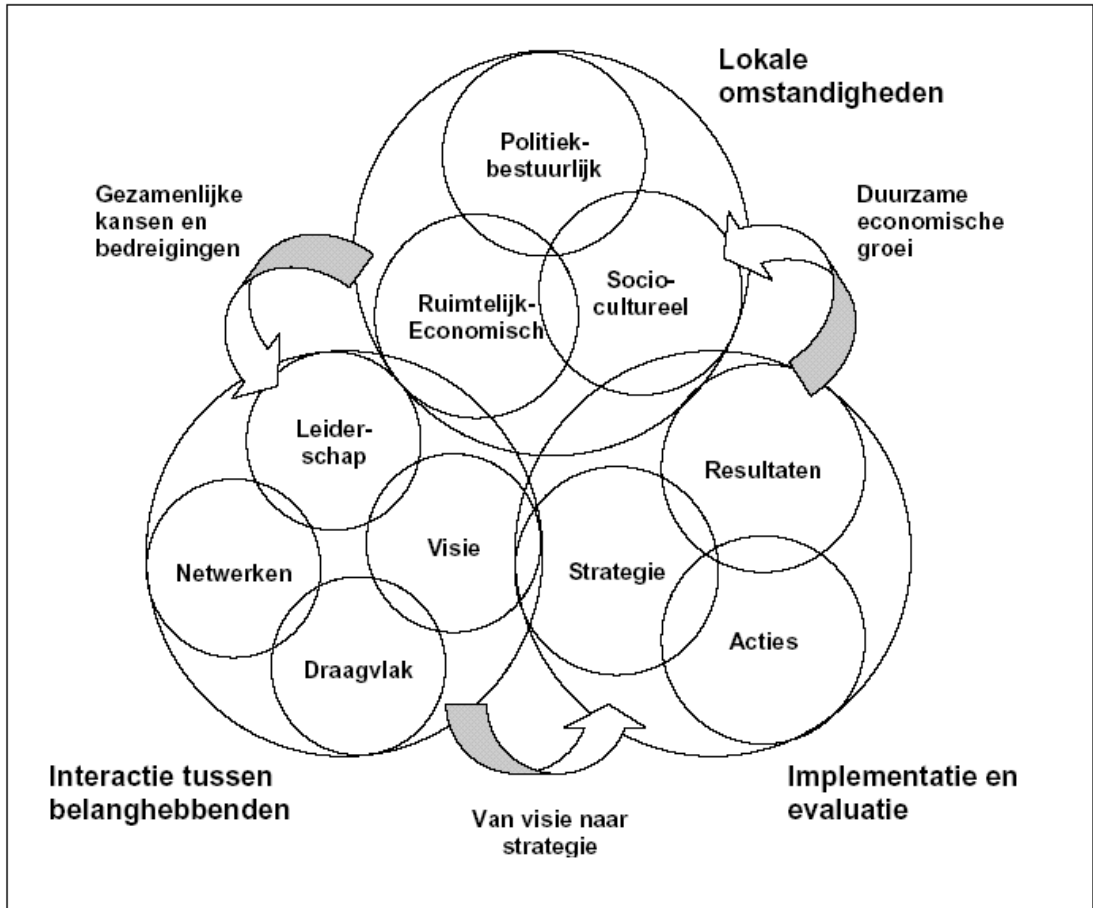 Lokale
omstandigheden
Politiek-
bestuurlijk
Gezamenlijke
kansen en
bedreigingen
Duurzame
economische
groei
Socio-
cultureel
Ruimtelijk-
Economisch
Leider-
schap
Resultaten
Visie
Netwerken
Strategie
Acties
Draagvlak
Interactie tussen
belanghebbenden
Implementatie en
evaluatie
Van visie naar
strategie